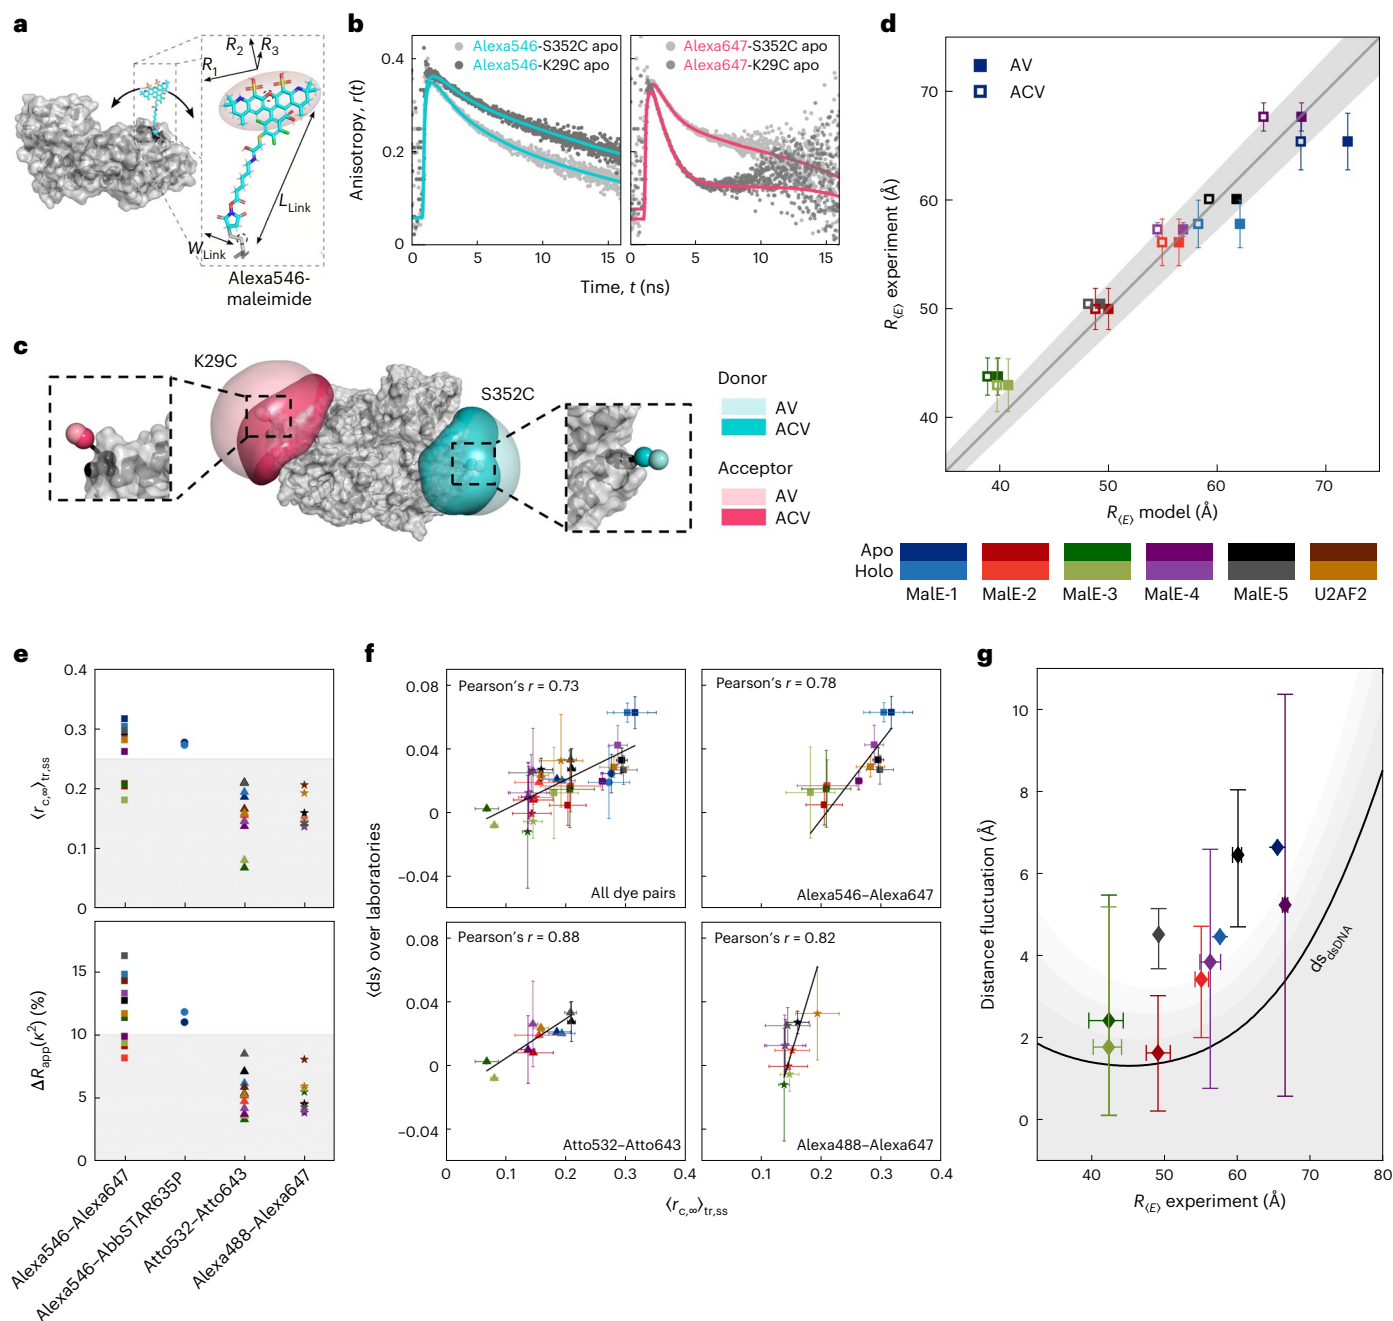 a
R2 R3
R1
LLink
WLink
Alexa546-
maleimide
b
Alexa546-S352C apo
Alexa546-K29C apo
Alexa647-S352C apo
Alexa647-K29C apo
Anisotropy, r(t)
0.4
0.2
0
0 5 10 15
0 5 10 15
Time, t (ns)
c
K29C
S352C
Donor
AV
ACV
Acceptor
AV
ACV
d
AV
ACV
R⟨E⟩ experiment (Å)
70
60
50
40
40 50 60 70
R⟨E⟩ model (Å)
Apo
Holo
MalE-1 MalE-2 MalE-3 MalE-4 MalE-5 U2AF2
e
⟨rc,∞⟩tr,ss
0.4
0.3
0.2
0.1
0
ΔRapp(κ²) (%)
15
10
5
0
Alexa546–Alexa647
Alexa546–AbbSTAR635P
Atto532–Atto643
Alexa488–Alexa647
f
⟨ds⟩ over laboratories
0.08
0.04
0
−0.04
Pearson's r = 0.73
All dye pairs
Pearson's r = 0.78
Alexa546–Alexa647
0.08
0.04
0
−0.04
Pearson's r = 0.88
Atto532–Atto643
Pearson's r = 0.82
Alexa488–Alexa647
0 0.1 0.2 0.3 0.4
0.1 0.2 0.3 0.4
⟨rc,∞⟩tr,ss
g
Distance fluctuation (Å)
10
8
6
4
2
0
dsdsDNA
40 50 60 70 80
R⟨E⟩ experiment (Å)